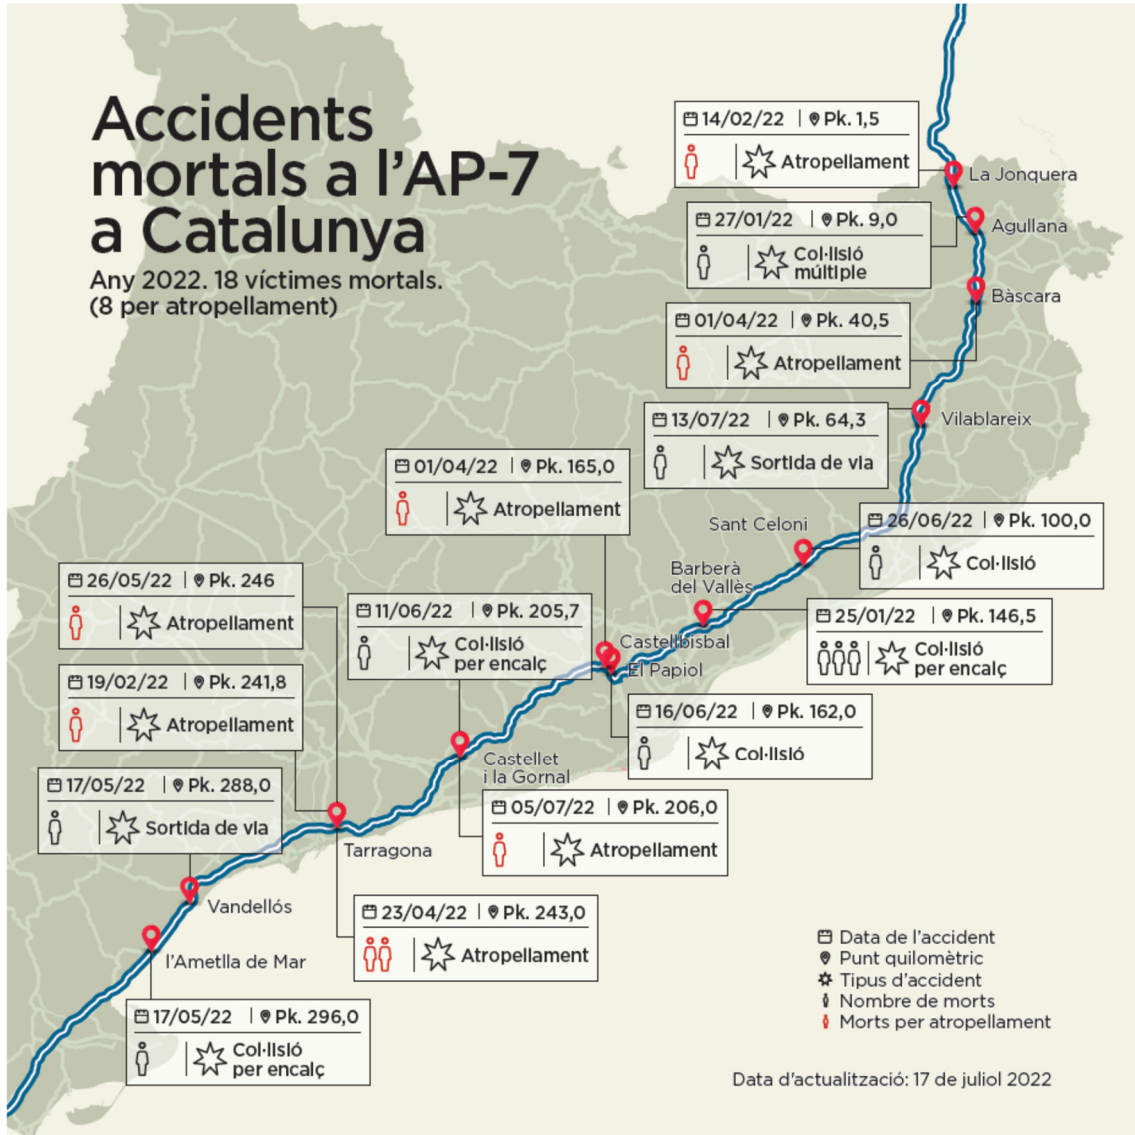 Accidents
mortals a l'AP-7
a Catalunya
Any 2022. 18 víctimes mortals.
(8 per atropellament)
14/02/22 | Pk. 1,5
Atropellament
La Jonquera
27/01/22 | Pk. 9,0
Col·lisió
múltiple
Agullana
Bàscara
01/04/22 | Pk. 40,5
Atropellament
13/07/22 | Pk. 64,3
Sortida de via
Vilablareix
01/04/22 | Pk. 165,0
Atropellament
Sant Celoni
26/06/22 | Pk. 100,0
Col·lisió
Barberà
del Vallès
26/05/22 | Pk. 246
Atropellament
11/06/22 | Pk. 205,7
Col·lisió
per encalç
25/01/22 | Pk. 146,5
Col·lisió
per encalç
Castellbisbal
El Papiol
19/02/22 | Pk. 241,8
Atropellament
16/06/22 | Pk. 162,0
Col·lisió
Castellet
i la Gornal
17/05/22 | Pk. 288,0
Sortida de via
05/07/22 | Pk. 206,0
Atropellament
Tarragona
Vandellós
23/04/22 | Pk. 243,0
Atropellament
l'Ametlla de Mar
17/05/22 | Pk. 296,0
Col·lisió
per encalç
Data de l'accident
Punt quilomètric
Tipus d'accident
Nombre de morts
Morts per atropellament
Data d'actualització: 17 de juliol 2022